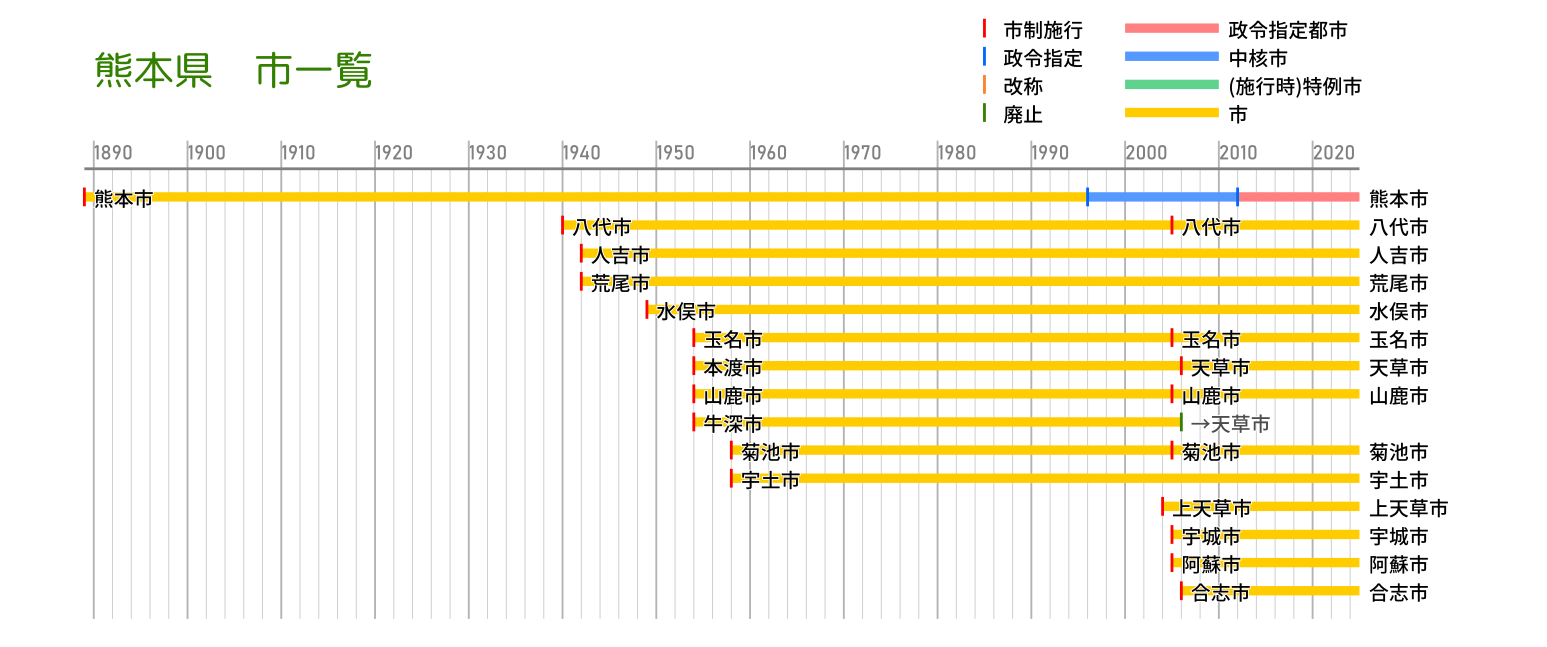 熊本県　市一覧
市制施行
政令指定
改称
廃止
政令指定都市
中核市
(施行時)特例市
市
1890 1900 1910 1920 1930 1940 1950 1960 1970 1980 1990 2000 2010 2020
熊本市 熊本市
八代市 八代市 八代市
人吉市 人吉市
荒尾市 荒尾市
水俣市 水俣市
玉名市 玉名市 玉名市
本渡市 天草市 天草市
山鹿市 山鹿市 山鹿市
牛深市 →天草市
菊池市 菊池市 菊池市
宇土市 宇土市
上天草市 上天草市
宇城市 宇城市
阿蘇市 阿蘇市
合志市 合志市